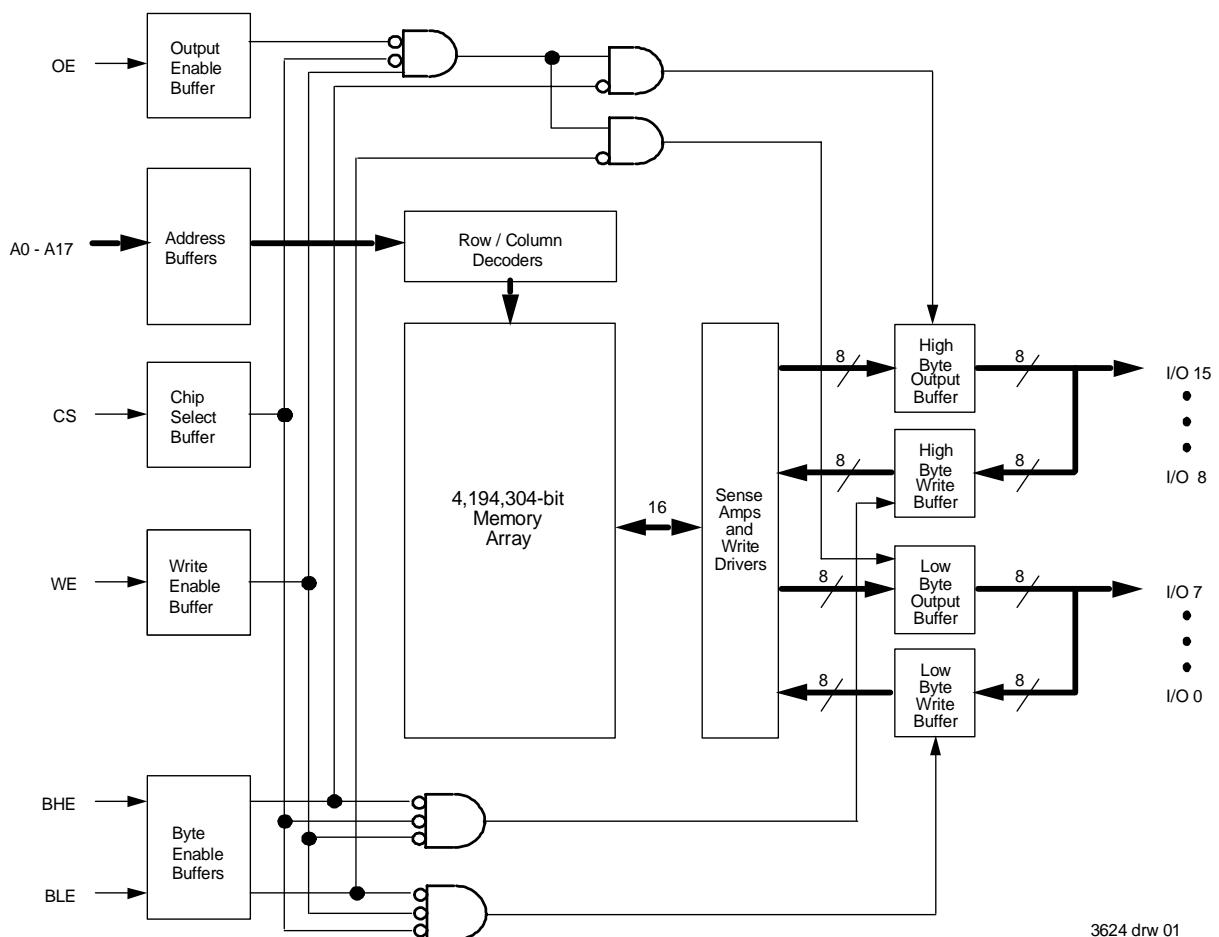 OE
Output
Enable
Buffer
A0 - A17
Address
Buffers
Row / Column
Decoders
CS
Chip
Select
Buffer
WE
Write
Enable
Buffer
4,194,304-bit
Memory
Array
16
Sense
Amps
and
Write
Drivers
8
High
Byte
Output
Buffer
8
I/O 15
8
High
Byte
Write
Buffer
8
I/O 8
8
Low
Byte
Output
Buffer
8
I/O 7
8
Low
Byte
Write
Buffer
8
I/O 0
BHE
BLE
Byte
Enable
Buffers
3624 drw 01